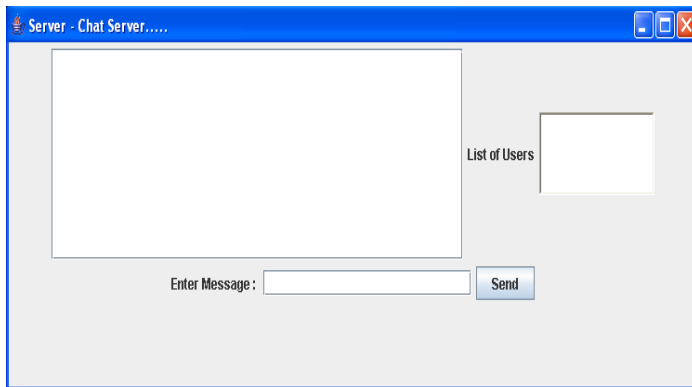 Server - Chat Server.....
List of Users
Enter Message :
Send